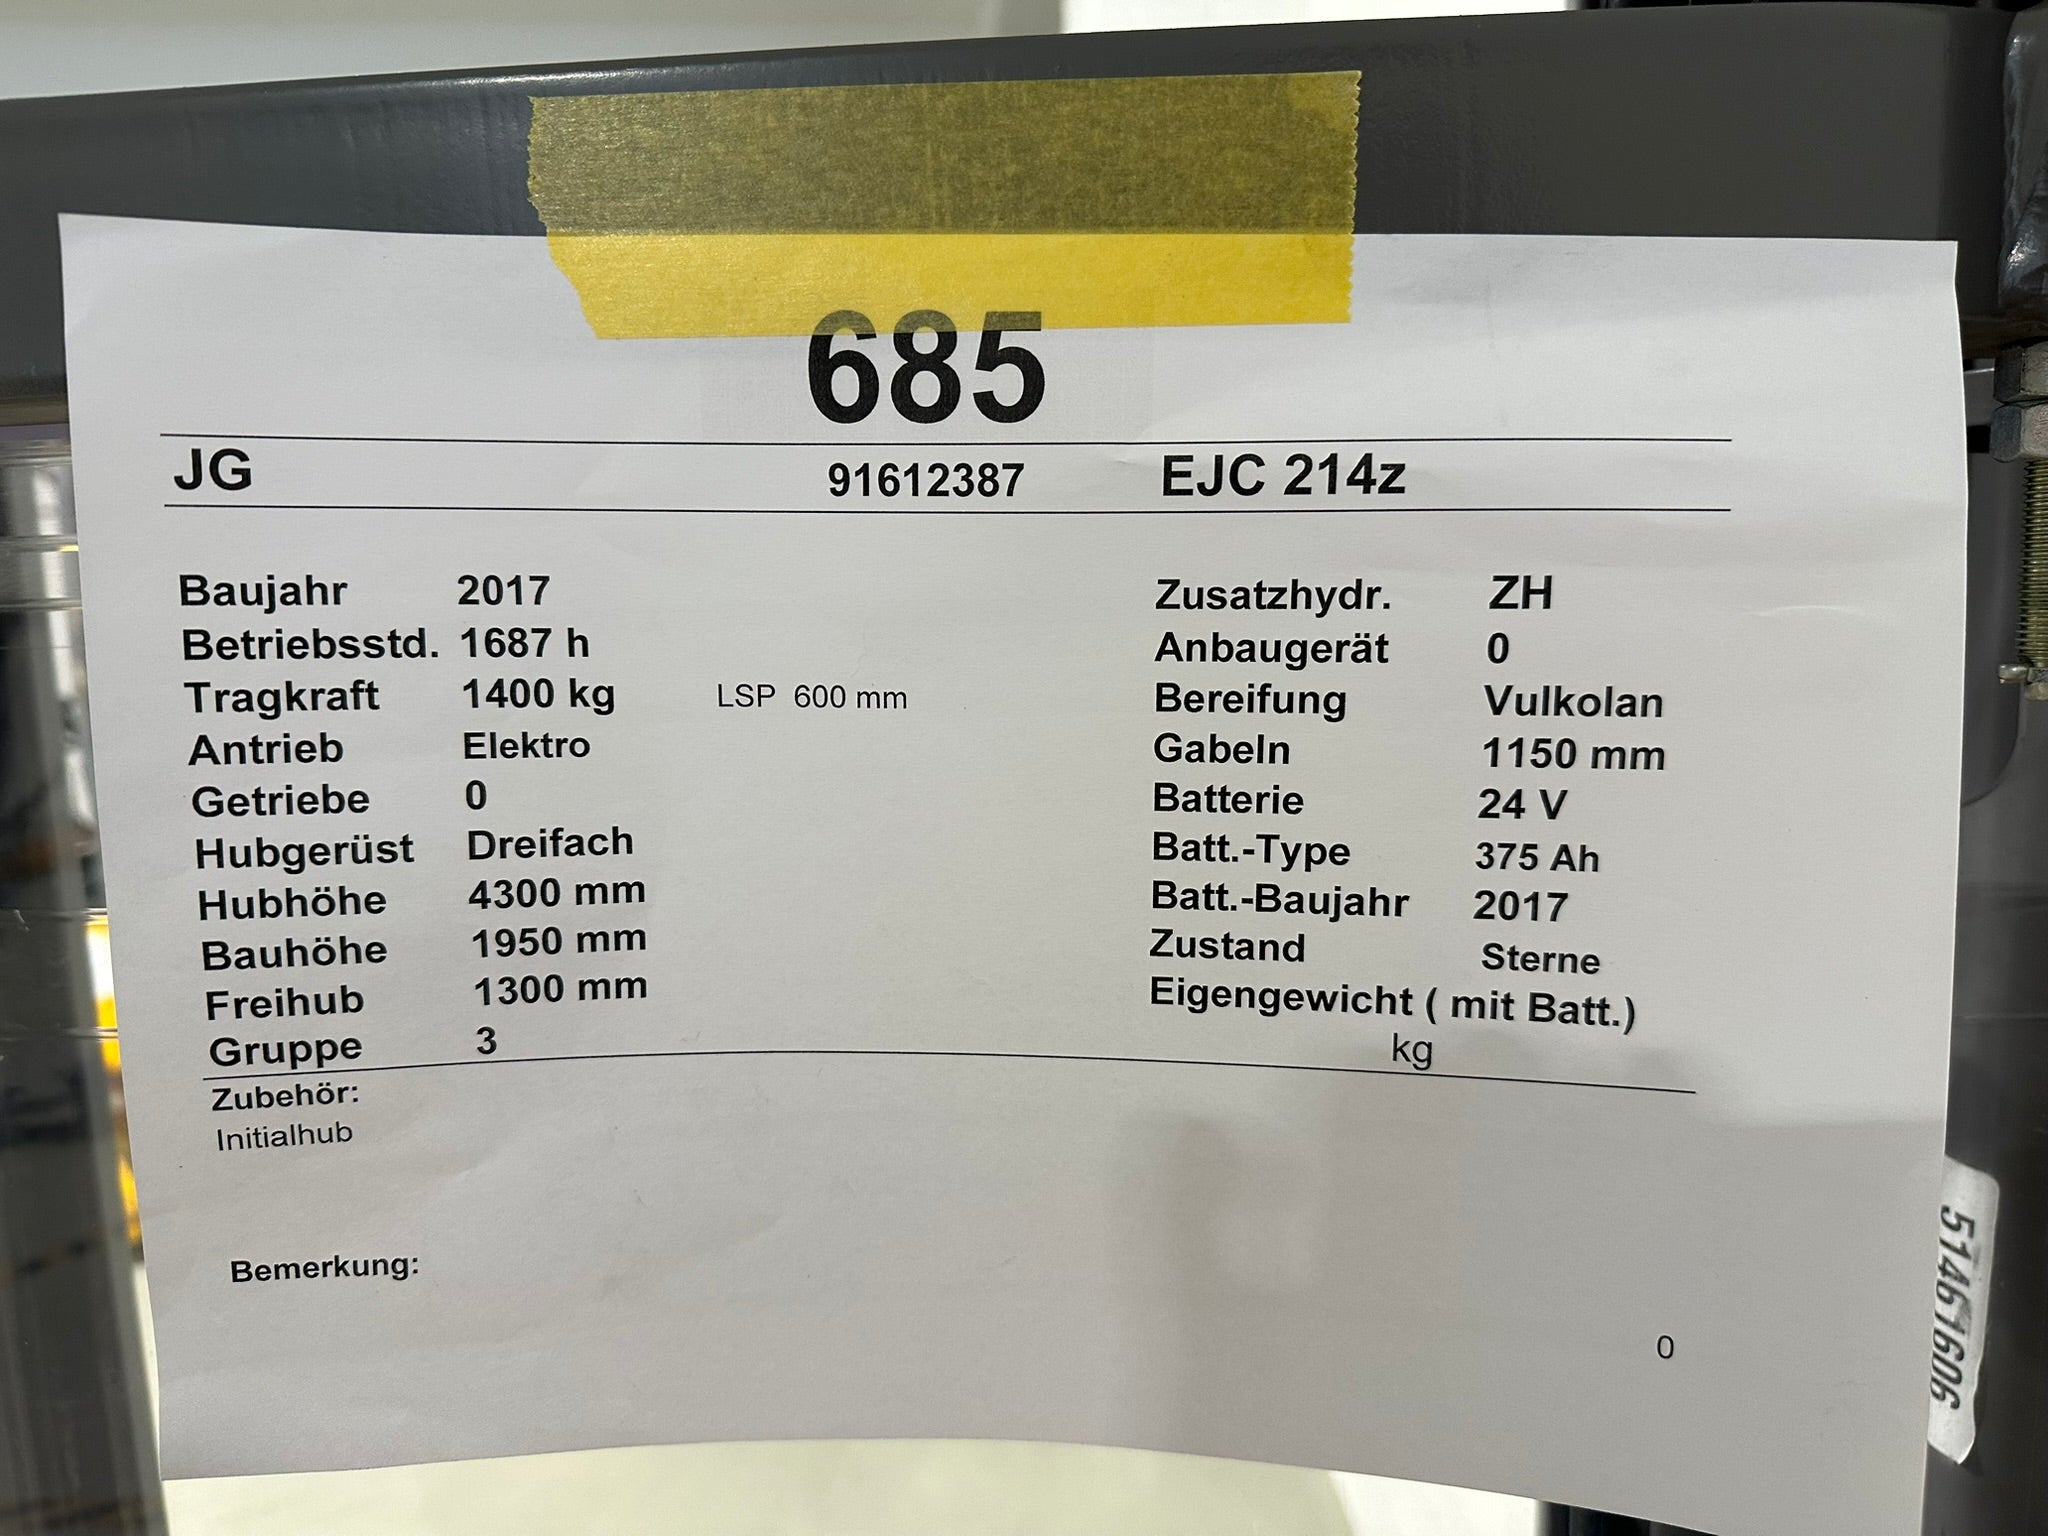 685
JG 91612387 EJC 214z
Baujahr 2017 Zusatzhydr. ZH
Betriebsstd. 1687 h Anbaugerät 0
Tragkraft 1400 kg LSP 600 mm Bereifung Vulkolan
Antrieb Elektro Gabeln 1150 mm
Getriebe 0 Batterie 24 V
Hubgerüst Dreifach Batt.-Type 375 Ah
Hubhöhe 4300 mm Batt.-Baujahr 2017
Bauhöhe 1950 mm Zustand Sterne
Freihub 1300 mm Eigengewicht ( mit Batt.)
Gruppe 3 kg
Zubehör:
Initialhub
Bemerkung:
0
51461606